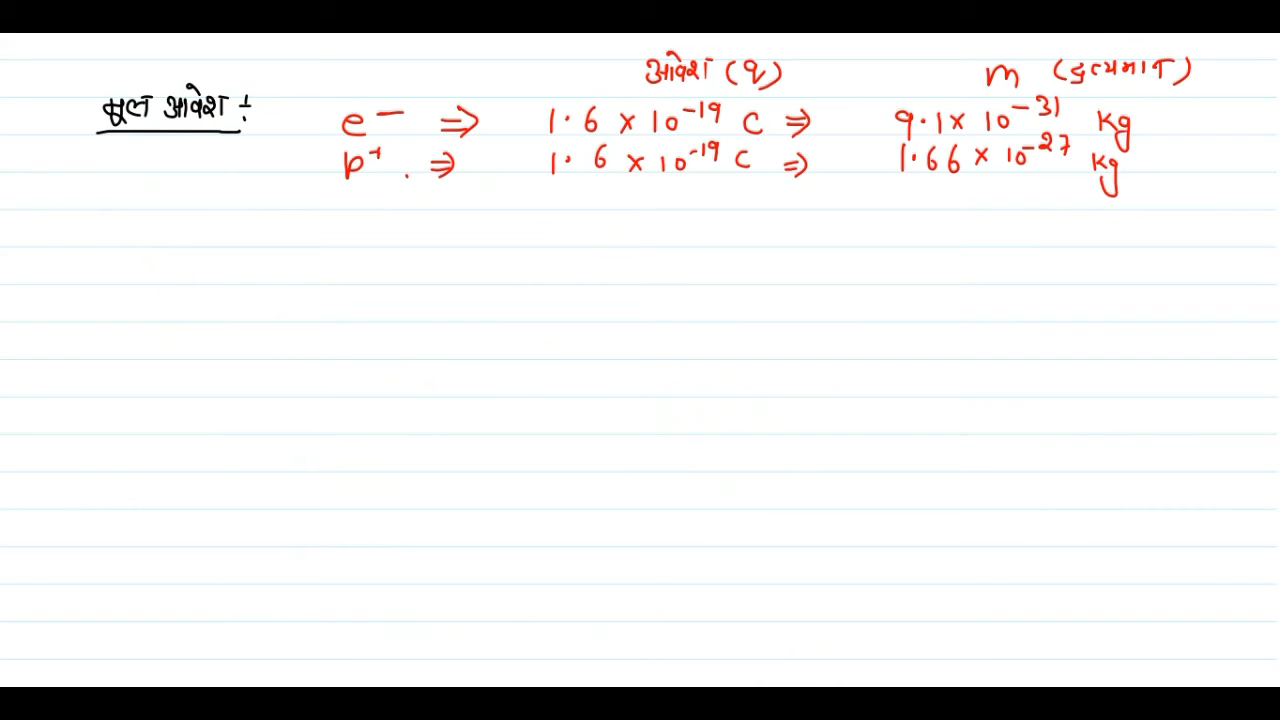 आवेश (q) m (द्रव्यमान)
मूल आवेश :- e⁻ ⇒ 1.6 × 10⁻¹⁹ C ⇒ 9.1 × 10⁻³¹ kg
p⁺ ⇒ 1.6 × 10⁻¹⁹ C ⇒ 1.66 × 10⁻²⁷ kg